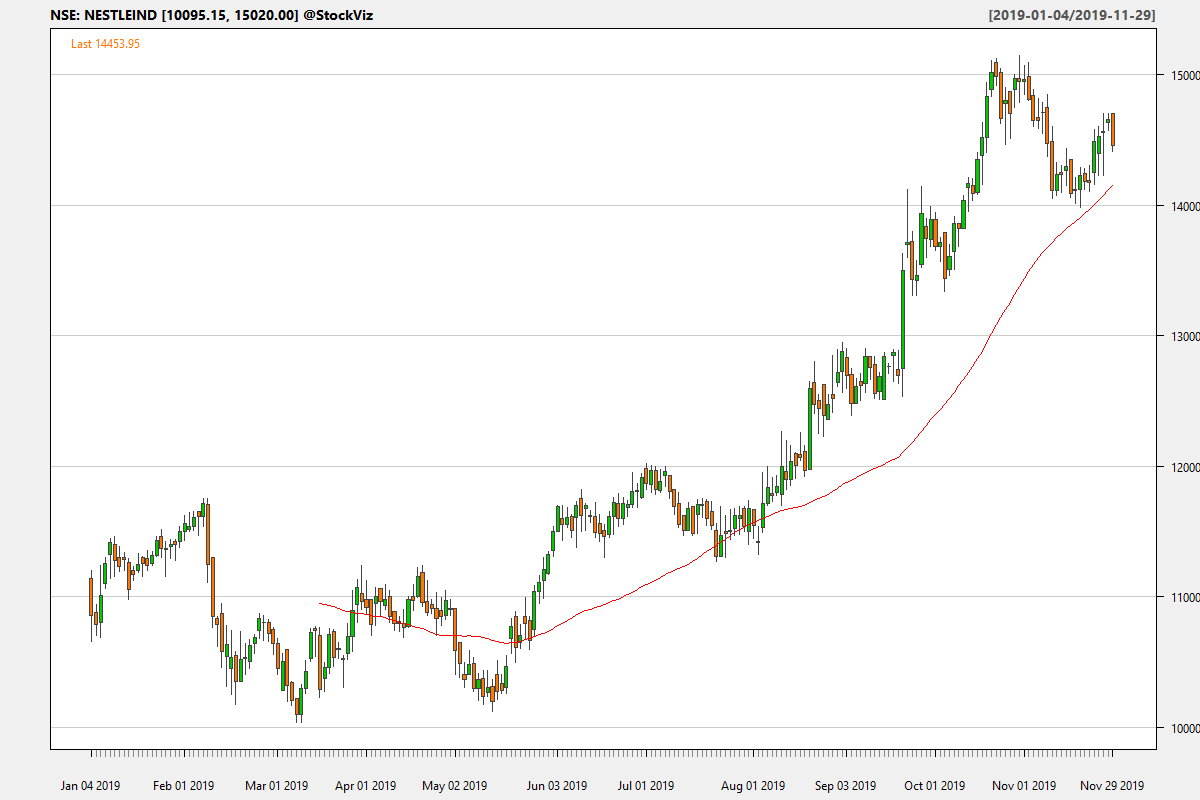 NSE: NESTLEIND [10095.15, 15020.00] @StockViz
[2019-01-04/2019-11-29]
Last 14453.95
15000
14000
13000
12000
11000
10000
Jan 04 2019 Feb 01 2019 Mar 01 2019 Apr 01 2019 May 02 2019 Jun 03 2019 Jul 01 2019 Aug 01 2019 Sep 03 2019 Oct 01 2019 Nov 01 2019 Nov 29 2019